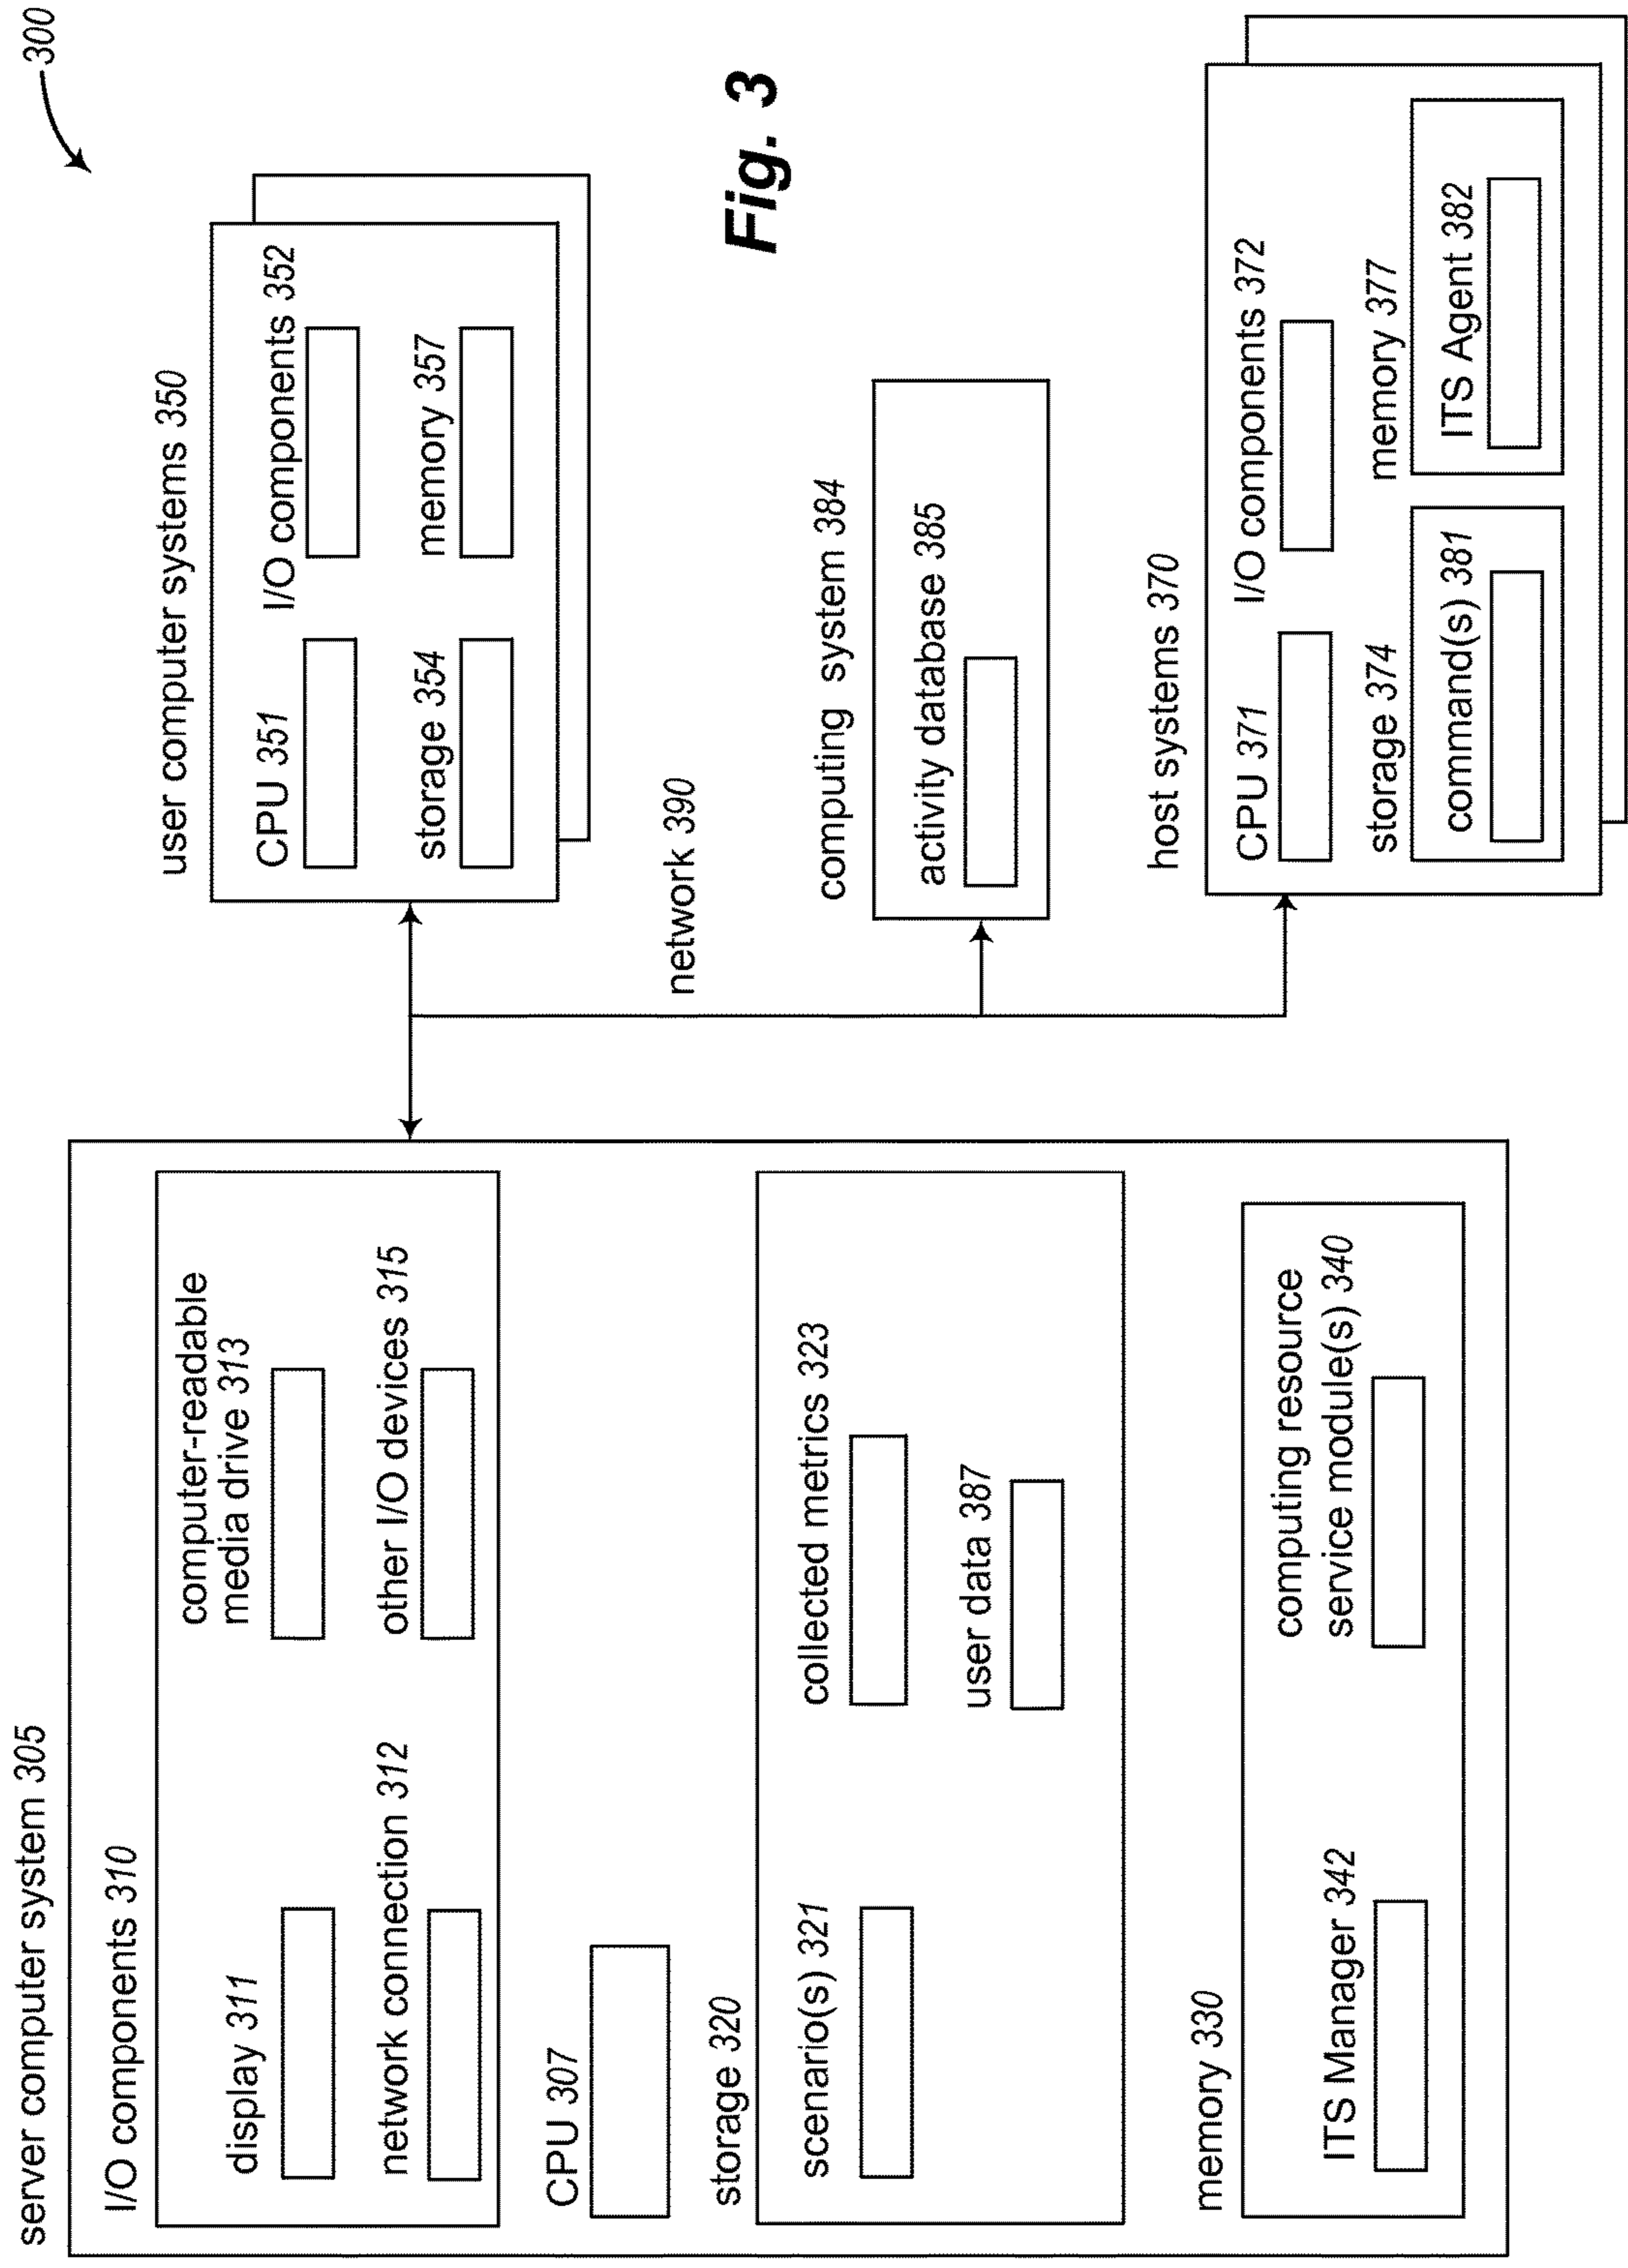 300
server computer system 305
I/O components 310
display 311
computer-readable
media drive 313
network connection 312
other I/O devices 315
CPU 307
storage 320
scenario(s) 321
collected metrics 323
user data 387
memory 330
ITS Manager 342
computing resource
service module(s) 340
user computer systems 350
CPU 351
I/O components 352
storage 354
memory 357
network 390
Fig. 3
computing system 384
activity database 385
host systems 370
CPU 371
I/O components 372
storage 374
memory 377
command(s) 381
ITS Agent 382